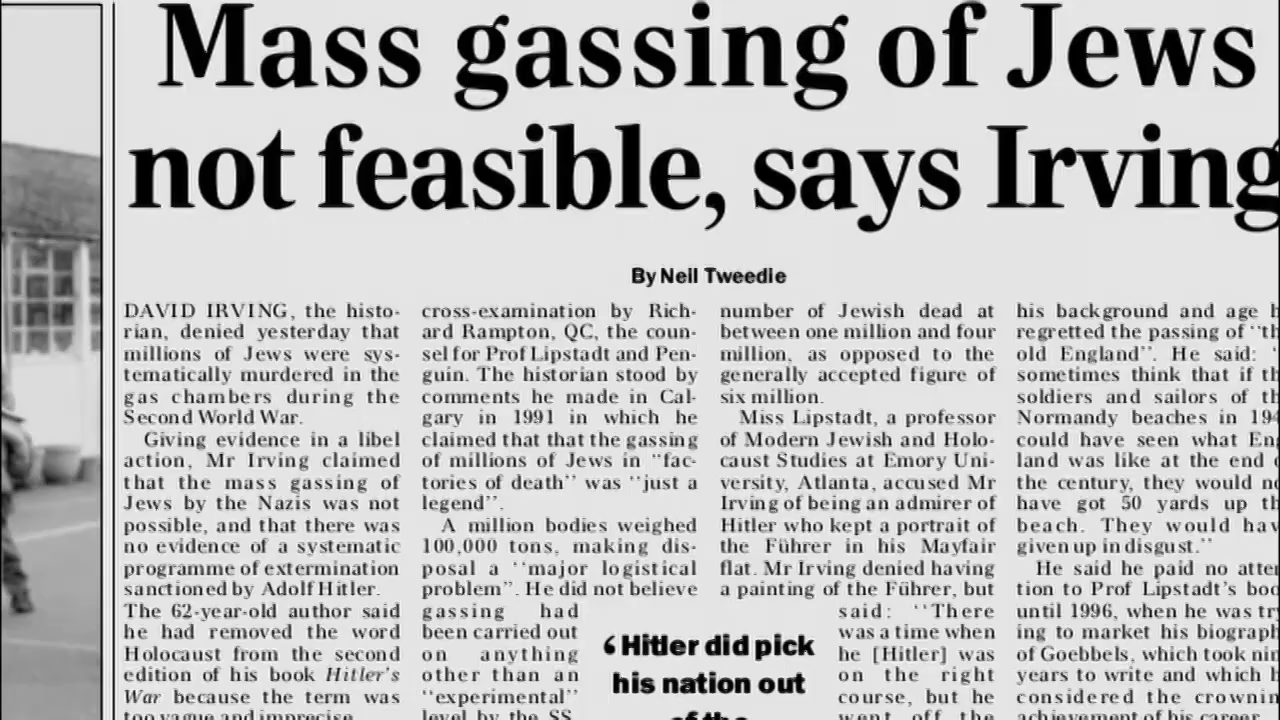 Mass gassing of Jews
not feasible, says Irving
By Neil Tweedie
DAVID IRVING, the histo-
rian, denied yesterday that
millions of Jews were sys-
tematically murdered in the
gas chambers during the
Second World War.
Giving evidence in a libel
action, Mr Irving claimed
that the mass gassing of
Jews by the Nazis was not
possible, and that there was
no evidence of a systematic
programme of extermination
sanctioned by Adolf Hitler.
The 62-year-old author said
he had removed the word
Holocaust from the second
edition of his book Hitler's
War because the term was
too vague and imprecise.
cross-examination by Rich-
ard Rampton, QC, the coun-
sel for Prof Lipstadt and Pen-
guin. The historian stood by
comments he made in Cal-
gary in 1991 in which he
claimed that that the gassing
of millions of Jews in "fac-
tories of death" was "just a
legend".
A million bodies weighed
100,000 tons, making dis-
posal a "major logistical
problem". He did not believe
gassing had
been carried out
on anything
other than an
"experimental"
level by the SS.
‘Hitler did pick
his nation out
of the
number of Jewish dead at
between one million and four
million, as opposed to the
generally accepted figure of
six million.
Miss Lipstadt, a professor
of Modern Jewish and Holo-
caust Studies at Emory Uni-
versity, Atlanta, accused Mr
Irving of being an admirer of
Hitler who kept a portrait of
the Führer in his Mayfair
flat. Mr Irving denied having
a painting of the Führer, but
said: "There
was a time when
he [Hitler] was
on the right
course, but he
went off the
his background and age
regretted the passing of
old England". He said:
sometimes think that if
soldiers and sailors of
Normandy beaches in
could have seen what
land was like at the end
the century, they would
have got 50 yards up
beach. They would
given up in disgust."
He said he paid no
tion to Prof Lipstadt's
until 1996, when he was
ing to market his
of Goebbels, which took
years to write and which
considered the
achievement of his career.